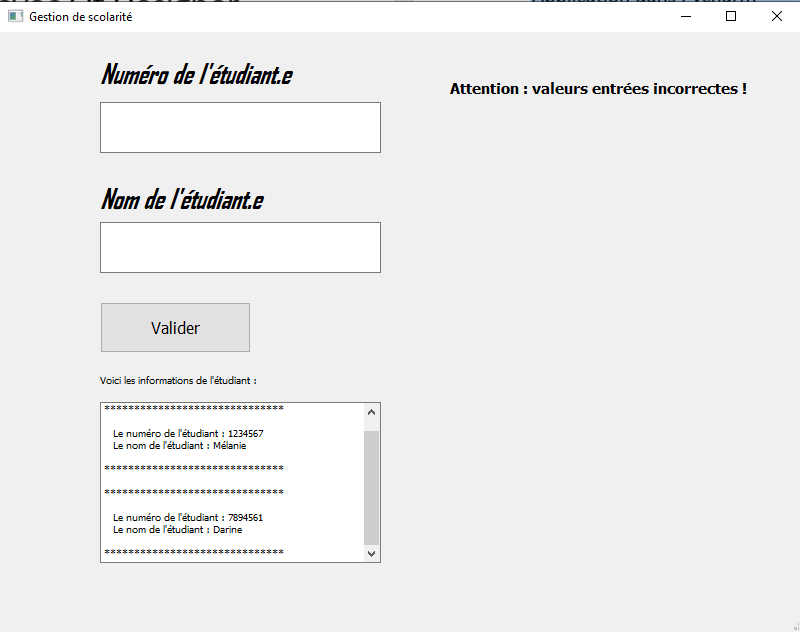 Gestion de scolarité
Numéro de l'étudiant.e
Attention : valeurs entrées incorrectes !
Nom de l'étudiant.e
Valider
Voici les informations de l'étudiant :
******************************
Le numéro de l'étudiant : 1234567
Le nom de l'étudiant : Mélanie
******************************
******************************
Le numéro de l'étudiant : 7894561
Le nom de l'étudiant : Darine
******************************